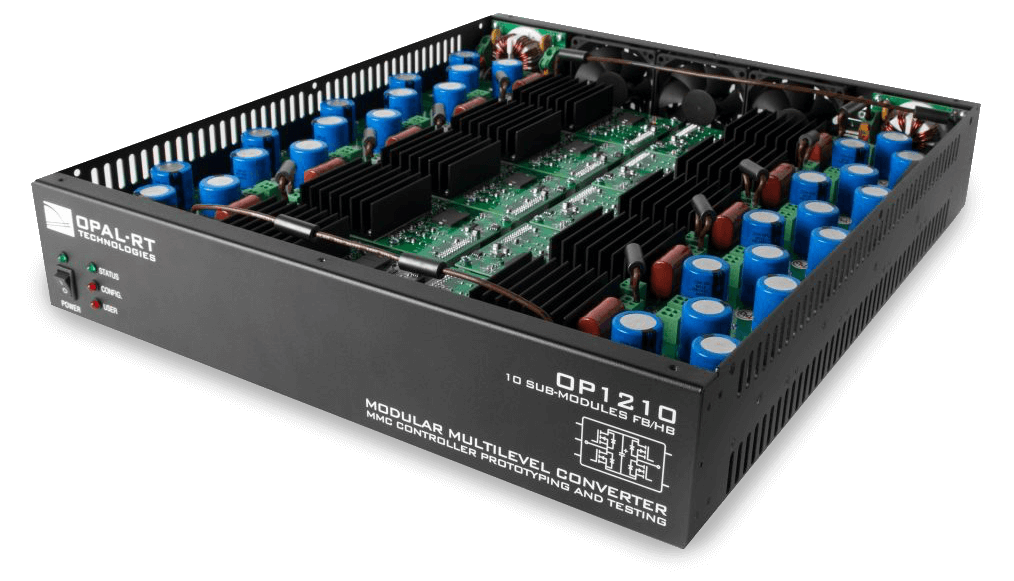 OPAL-RT
TECHNOLOGIES
STATUS
CONFIG.
USER
POWER
OP1210
10 SUB-MODULES FB/HB
MODULAR MULTILEVEL CONVERTER
MMC CONTROLLER PROTOTYPING AND TESTING